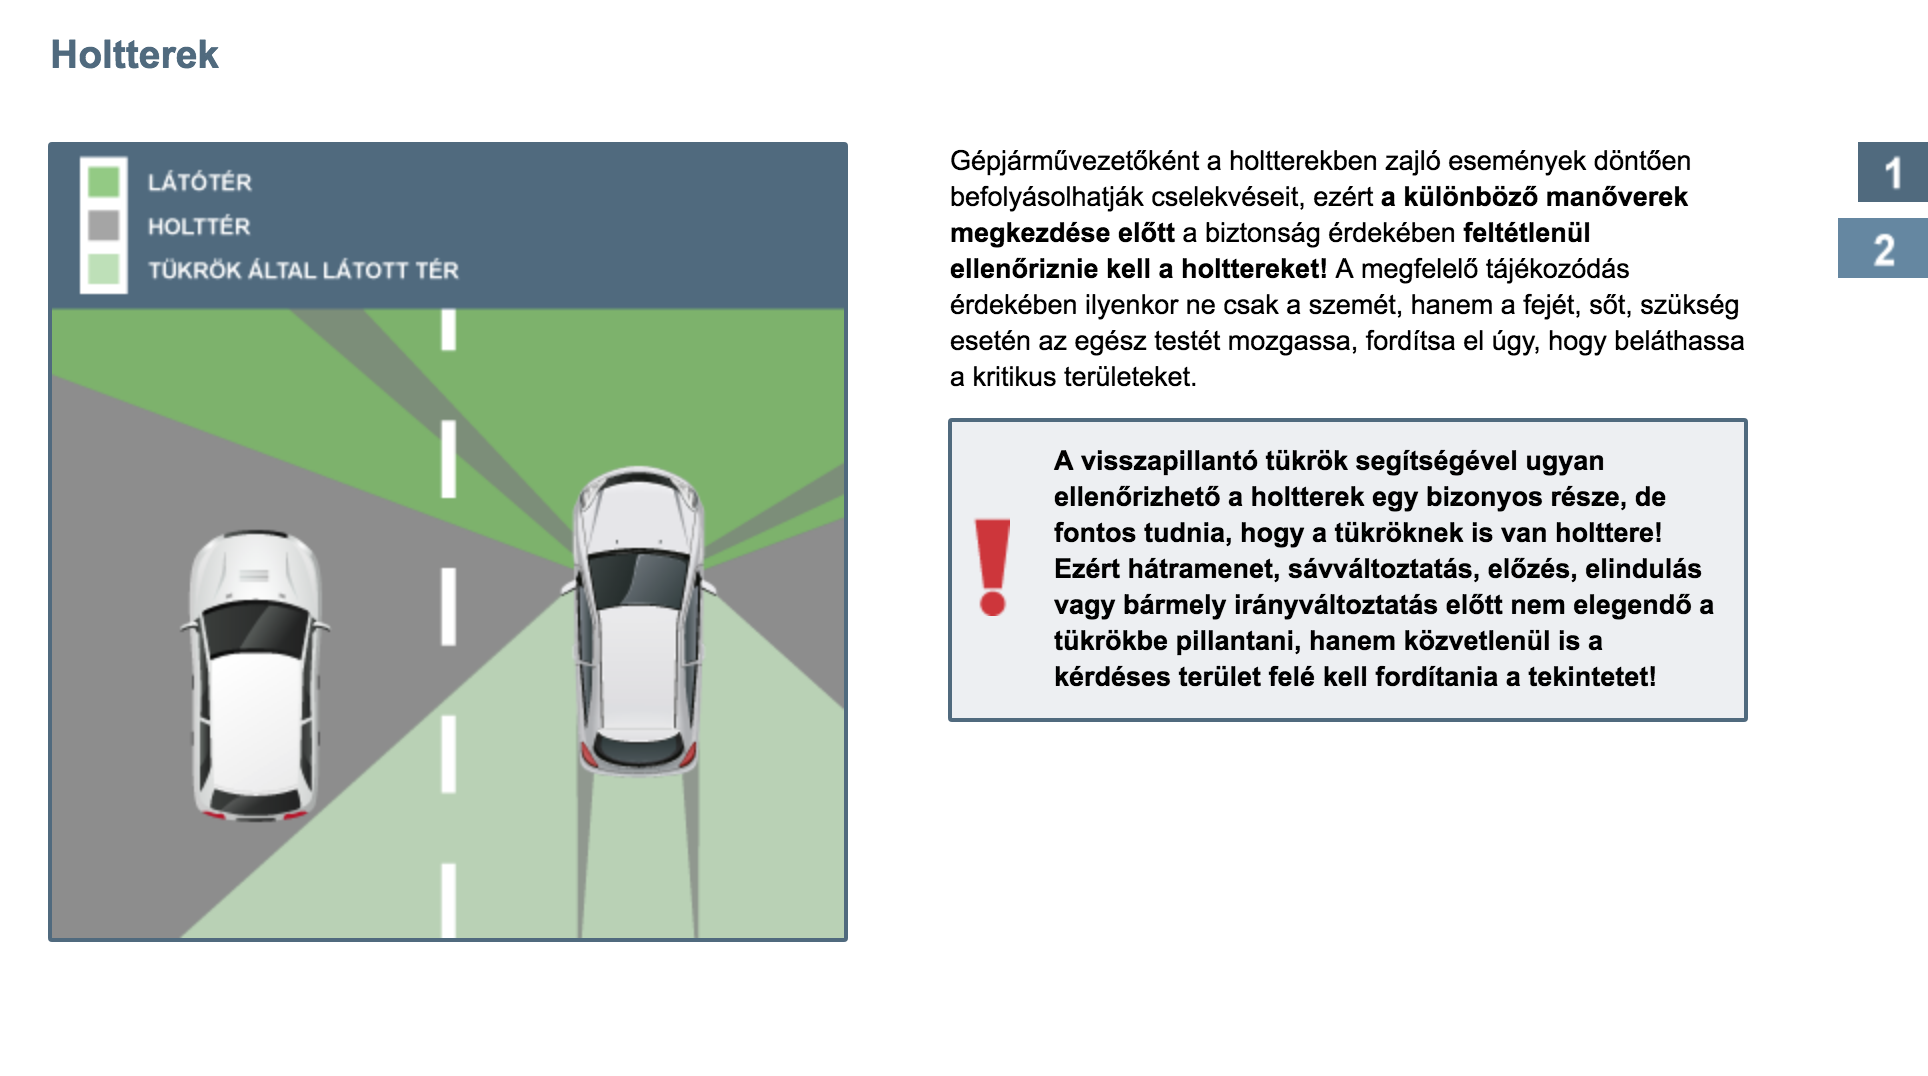 Holtterek
LÁTÓTÉR
HOLTTÉR
TÜKRÖK ÁLTAL LÁTOTT TÉR
Gépjárművezetőként a holtterekben zajló események döntően
befolyásolhatják cselekvéseit, ezért a különböző manőverek
megkezdése előtt a biztonság érdekében feltétlenül
ellenőriznie kell a holttereket! A megfelelő tájékozódás
érdekében ilyenkor ne csak a szemét, hanem a fejét, sőt, szükség
esetén az egész testét mozgassa, fordítsa el úgy, hogy beláthassa
a kritikus területeket.
A visszapillantó tükrök segítségével ugyan
ellenőrizhető a holtterek egy bizonyos része, de
fontos tudnia, hogy a tükröknek is van holttere!
Ezért hátramenet, sávváltoztatás, előzés, elindulás
vagy bármely irányváltoztatás előtt nem elegendő a
tükrökbe pillantani, hanem közvetlenül is a
kérdéses terület felé kell fordítania a tekintetet!
1
2